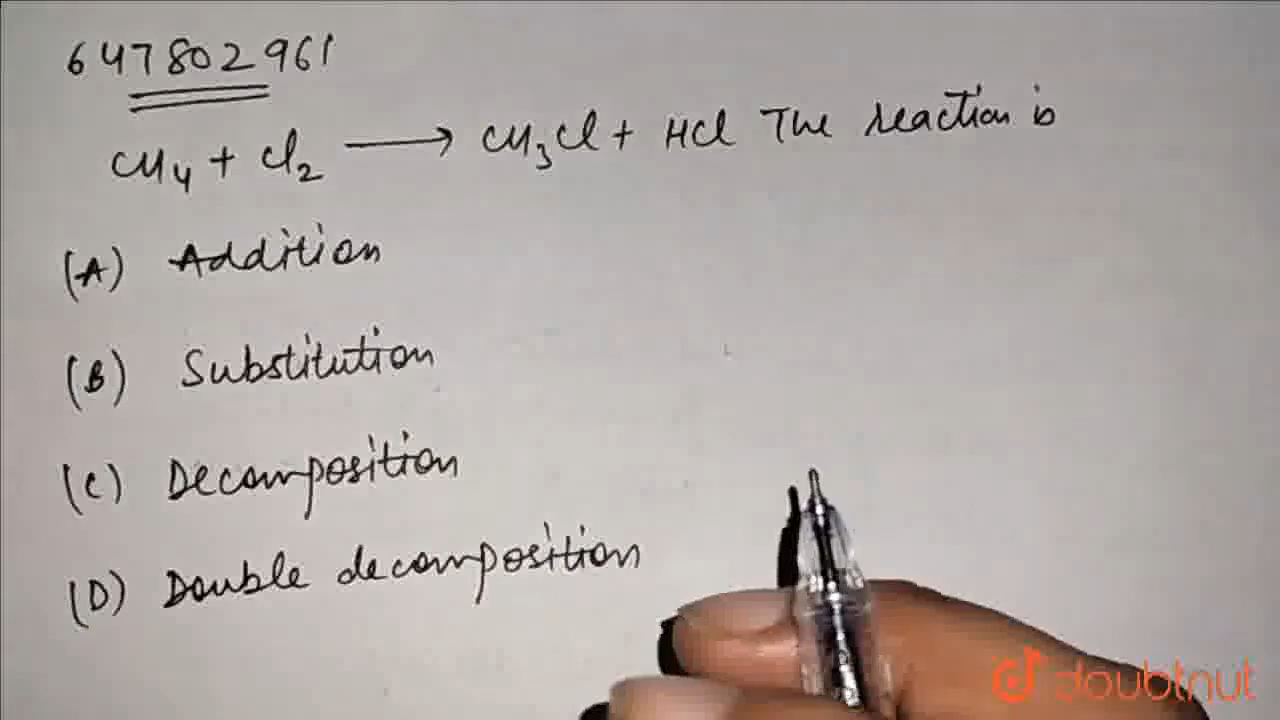 647802961
CH4 + Cl2 ⟶ CH3Cl + HCl The reaction is
(A) Addition
(B) Substitution
(C) Decomposition
(D) Double decomposition
doubtnut